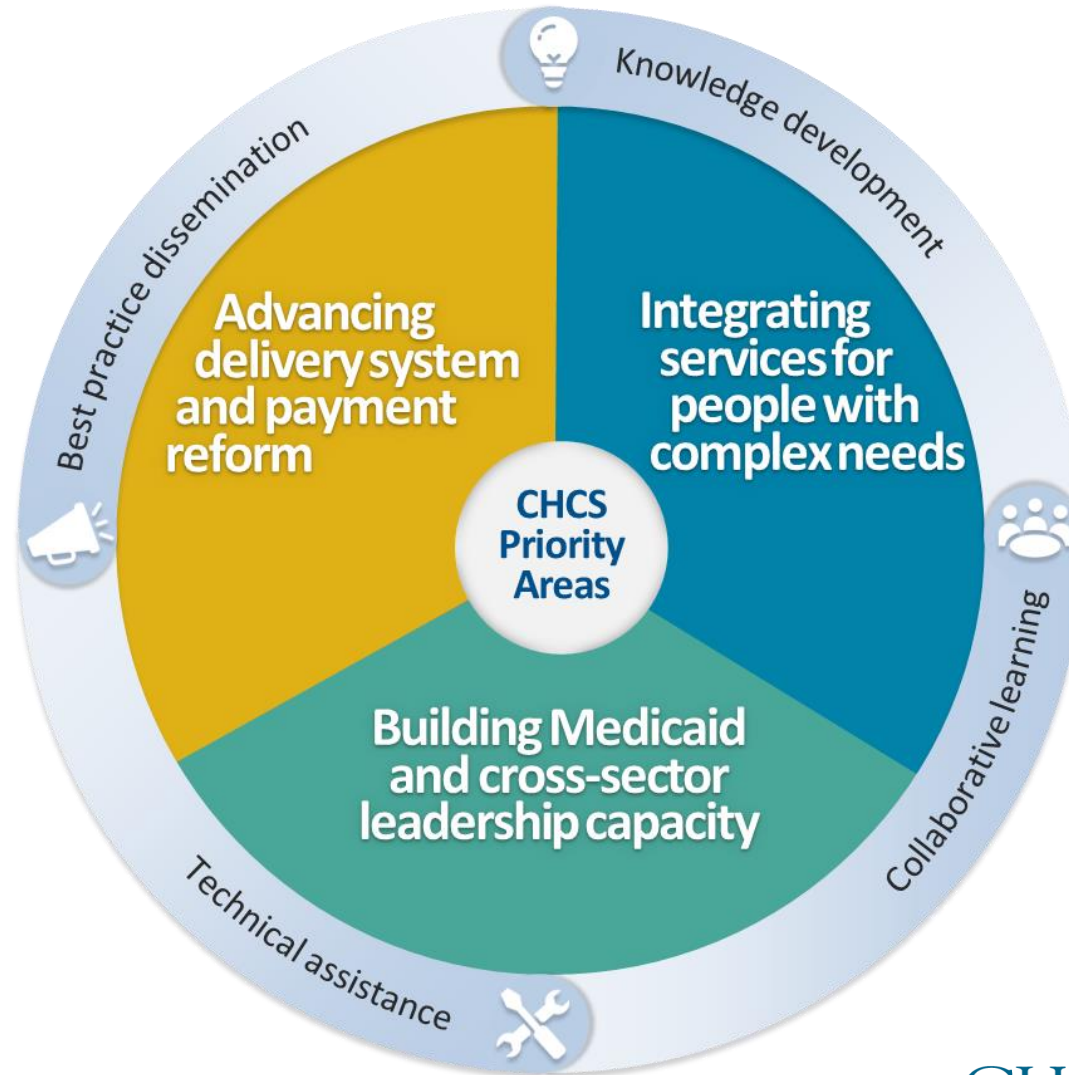 Knowledge development
Best practice dissemination
Advancing
delivery system
and payment
reform
Integrating
services for
people with
complex needs
CHCS
Priority
Areas
Building Medicaid
and cross-sector
leadership capacity
Collaborative learning
Technical assistance